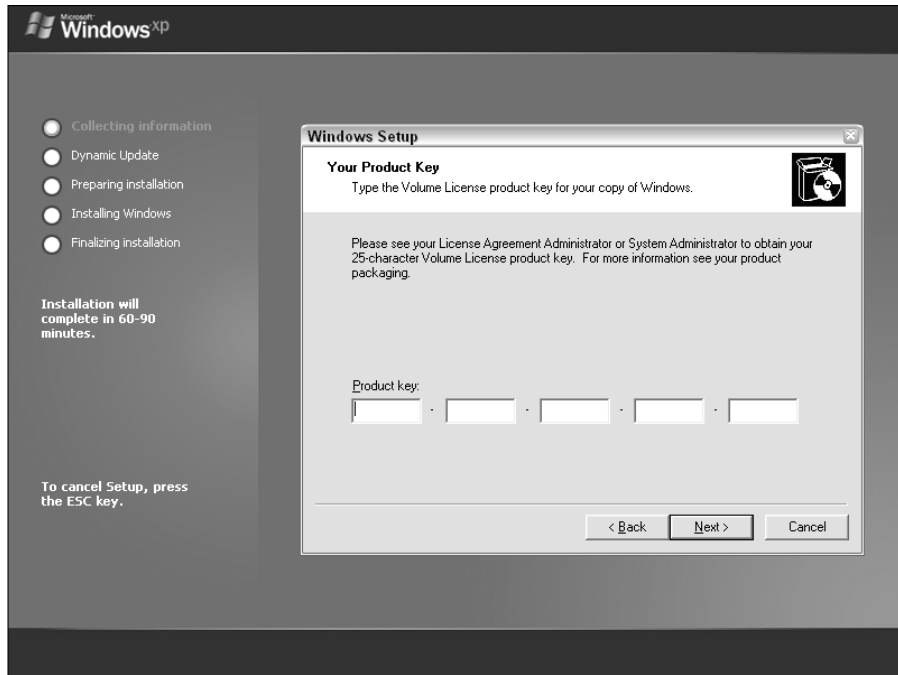 Microsoft
Windows xp
Collecting information
Dynamic Update
Preparing installation
Installing Windows
Finalizing installation
Installation will
complete in 60-90
minutes.
To cancel Setup, press
the ESC key.
Windows Setup
Your Product Key
Type the Volume License product key for your copy of Windows.
Please see your License Agreement Administrator or System Administrator to obtain your
25-character Volume License product key. For more information see your product
packaging.
Product key:
- - - -
< Back Next > Cancel